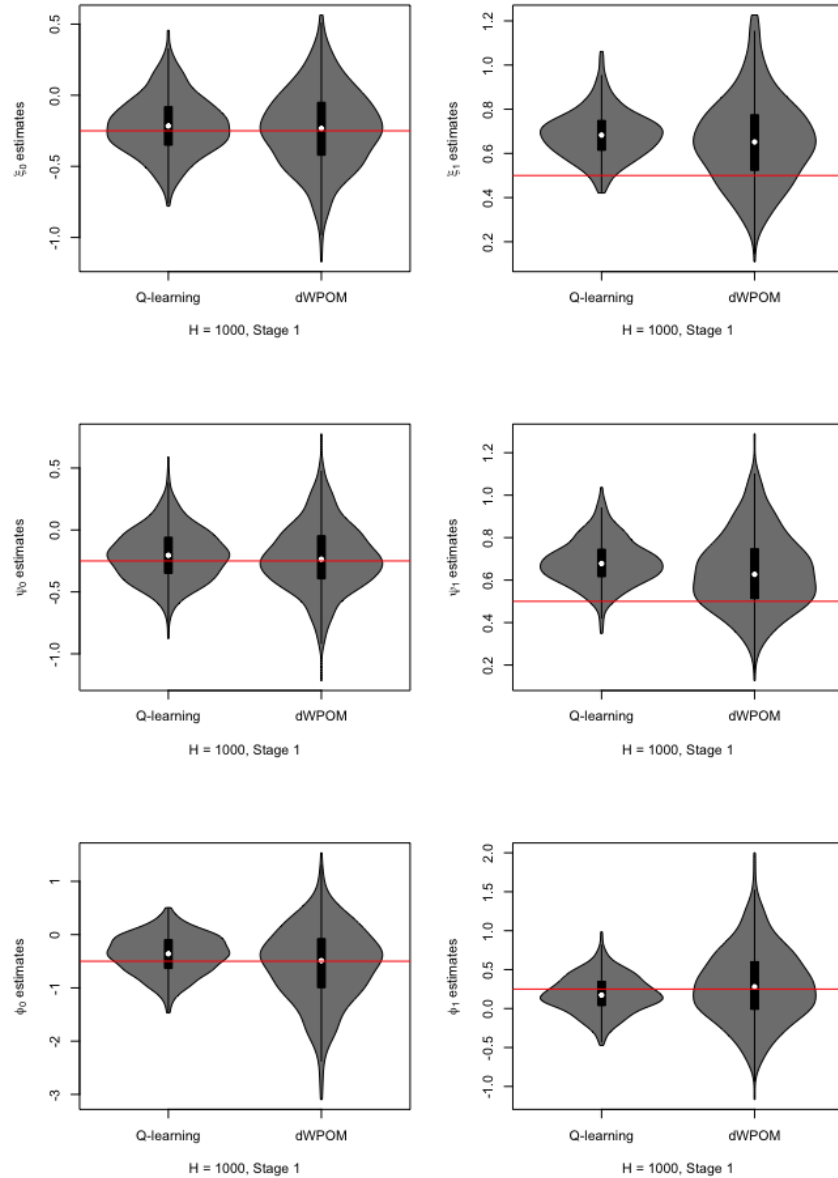 ξ₀ estimates
0.5
0.0
-0.5
-1.0
Q-learning dWPOM
H = 1000, Stage 1
ξ₁ estimates
1.2
1.0
0.8
0.6
0.4
0.2
Q-learning dWPOM
H = 1000, Stage 1
ψ₀ estimates
0.5
0.0
-0.5
-1.0
Q-learning dWPOM
H = 1000, Stage 1
ψ₁ estimates
1.2
1.0
0.8
0.6
0.4
0.2
Q-learning dWPOM
H = 1000, Stage 1
ϕ₀ estimates
1
0
-1
-2
-3
Q-learning dWPOM
H = 1000, Stage 1
ϕ₁ estimates
2.0
1.5
1.0
0.5
0.0
-0.5
-1.0
Q-learning dWPOM
H = 1000, Stage 1